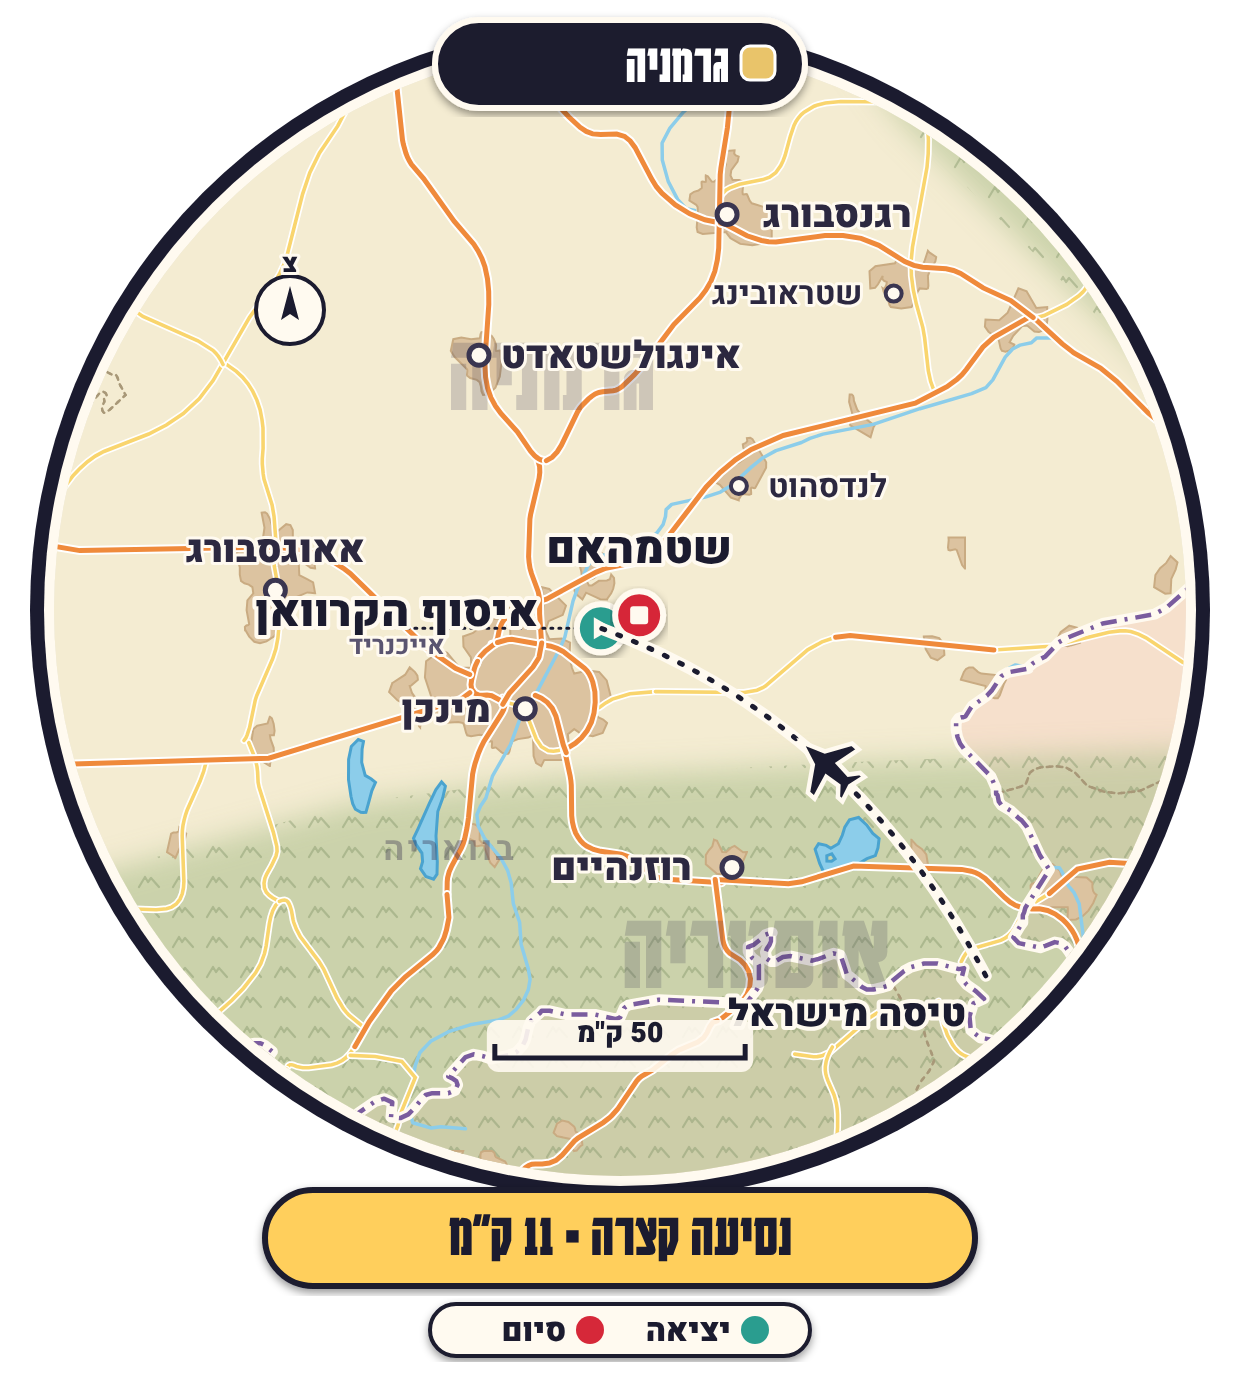 גרמניה
רגנסבורג
צ
שטראובינג
אינגולשטאדט
גרמניה
לנדסהוט
שטמהאם
אאוגסבורג
איסוף הקרוואן
אייכנריד
מינכן
בוואריה
רוזנהיים
אוסטריה
טיסה מישראל
50 ק"מ
נסיעה קצרה - 11 ק"מ
יציאה
סיום